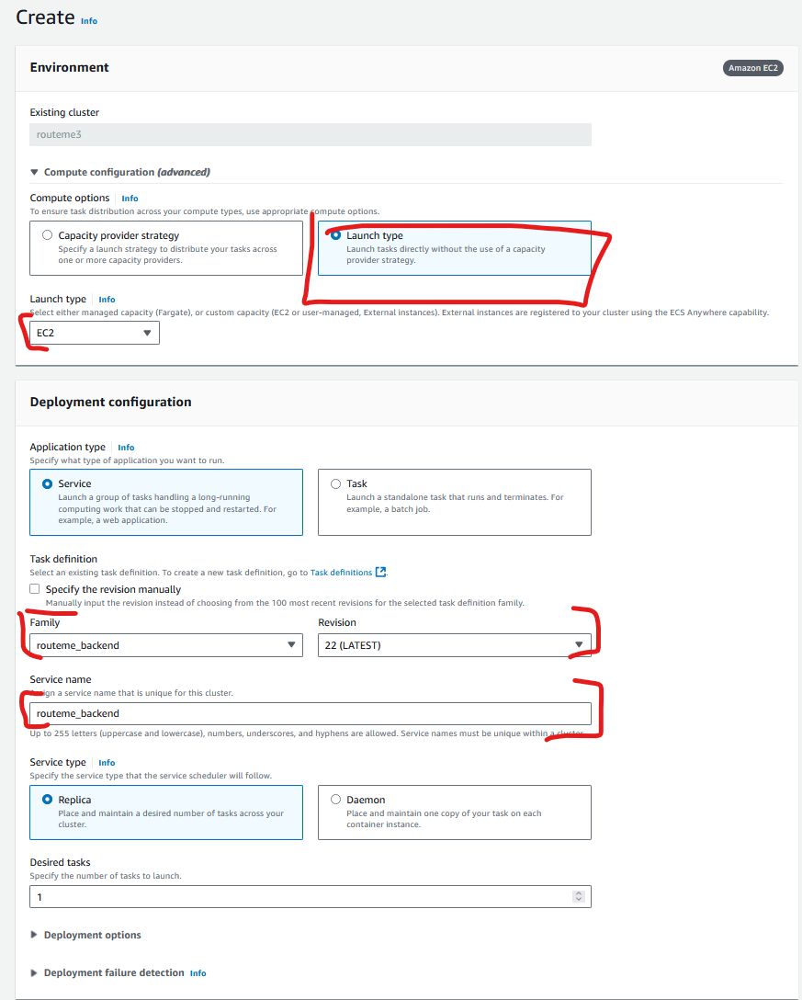 Create Info
Environment
Amazon EC2
Existing cluster
routeme3
Compute configuration (advanced)
Compute options Info
To ensure task distribution across your compute types, use appropriate compute options.
Capacity provider strategy
Specify a launch strategy to distribute your tasks across
one or more capacity providers.
Launch type
Launch tasks directly without the use of a capacity
provider strategy.
Launch type Info
Select either managed capacity (Fargate), or custom capacity (EC2 or user-managed, External instances). External instances are registered to your cluster using the ECS Anywhere capability.
EC2
Deployment configuration
Application type Info
Specify what type of application you want to run.
Service
Launch a group of tasks handling a long-running
computing work that can be stopped and restarted. For
example, a web application.
Task
Launch a standalone task that runs and terminates. For
example, a batch job.
Task definition
Select an existing task definition. To create a new task definition, go to Task definitions.
Specify the revision manually
Manually input the revision instead of choosing from the 100 most recent revisions for the selected task definition family.
Family
routeme_backend
Revision
22 (LATEST)
Service name
Assign a service name that is unique for this cluster.
routeme_backend
Up to 255 letters (uppercase and lowercase), numbers, underscores, and hyphens are allowed. Service names must be unique within a cluster.
Service type Info
Specify the service type that the service scheduler will follow.
Replica
Place and maintain a desired number of tasks across your
cluster.
Daemon
Place and maintain one copy of your task on each
container instance.
Desired tasks
Specify the number of tasks to launch.
1
Deployment options
Deployment failure detection Info